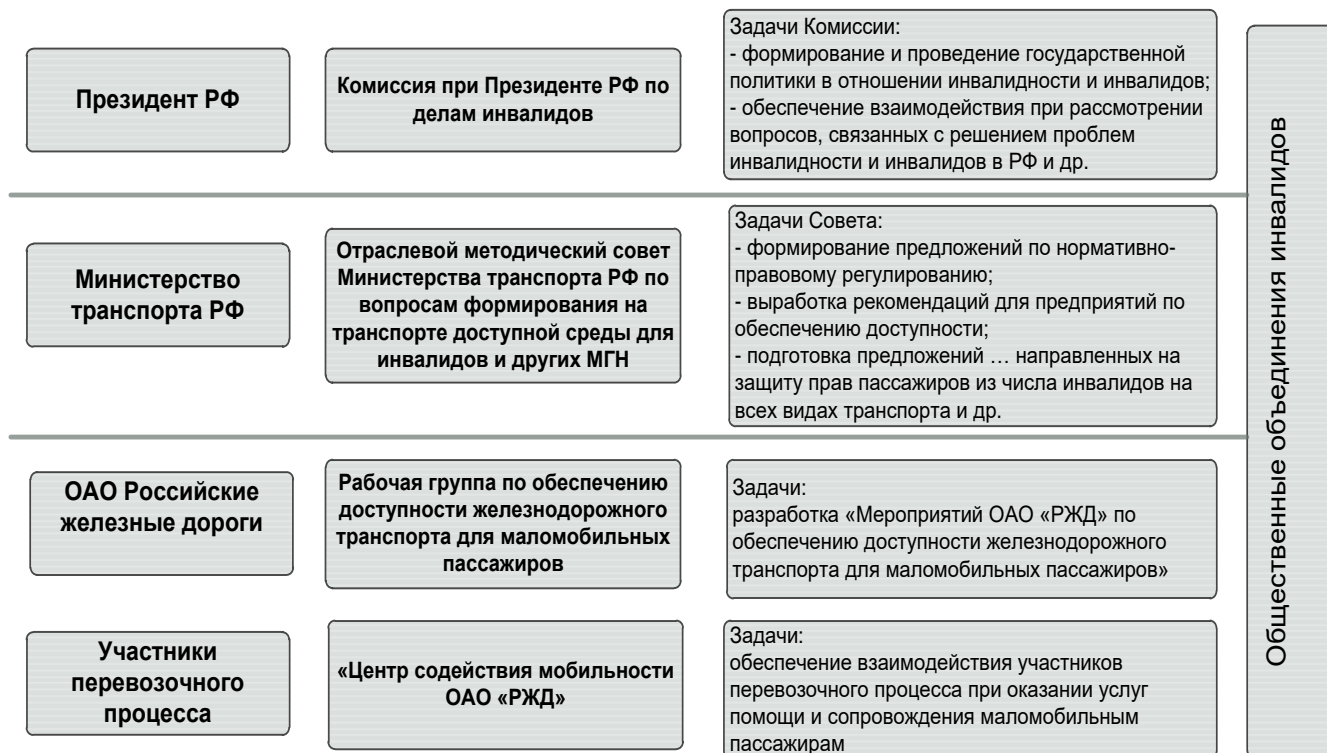 Президент РФ
Комиссия при Президенте РФ по
делам инвалидов
Задачи Комиссии:
- формирование и проведение государственной
политики в отношении инвалидности и инвалидов;
- обеспечение взаимодействия при рассмотрении
вопросов, связанных с решением проблем
инвалидности и инвалидов в РФ и др.
Министерство
транспорта РФ
Отраслевой методический совет
Министерства транспорта РФ по
вопросам формирования на
транспорте доступной среды для
инвалидов и других МГН
Задачи Совета:
- формирование предложений по нормативно-
правовому регулированию;
- выработка рекомендаций для предприятий по
обеспечению доступности;
- подготовка предложений … направленных на
защиту прав пассажиров из числа инвалидов на
всех видах транспорта и др.
ОАО Российские
железные дороги
Рабочая группа по обеспечению
доступности железнодорожного
транспорта для маломобильных
пассажиров
Задачи:
разработка «Мероприятий ОАО «РЖД» по
обеспечению доступности железнодорожного
транспорта для маломобильных пассажиров»
Участники
перевозочного
процесса
«Центр содействия мобильности
ОАО «РЖД»
Задачи:
обеспечение взаимодействия участников
перевозочного процесса при оказании услуг
помощи и сопровождения маломобильным
пассажирам
Общественные объединения инвалидов